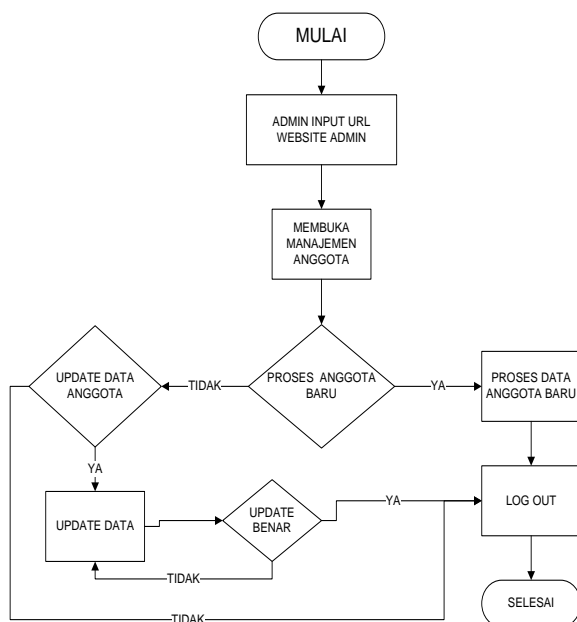 MULAI
ADMIN INPUT URL
WEBSITE ADMIN
MEMBUKA
MANAJEMEN
ANGGOTA
UPDATE DATA
ANGGOTA
TIDAK
PROSES ANGGOTA
BARU
YA
PROSES DATA
ANGGOTA BARU
YA
UPDATE DATA
UPDATE
BENAR
YA
LOG OUT
TIDAK
TIDAK
SELESAI